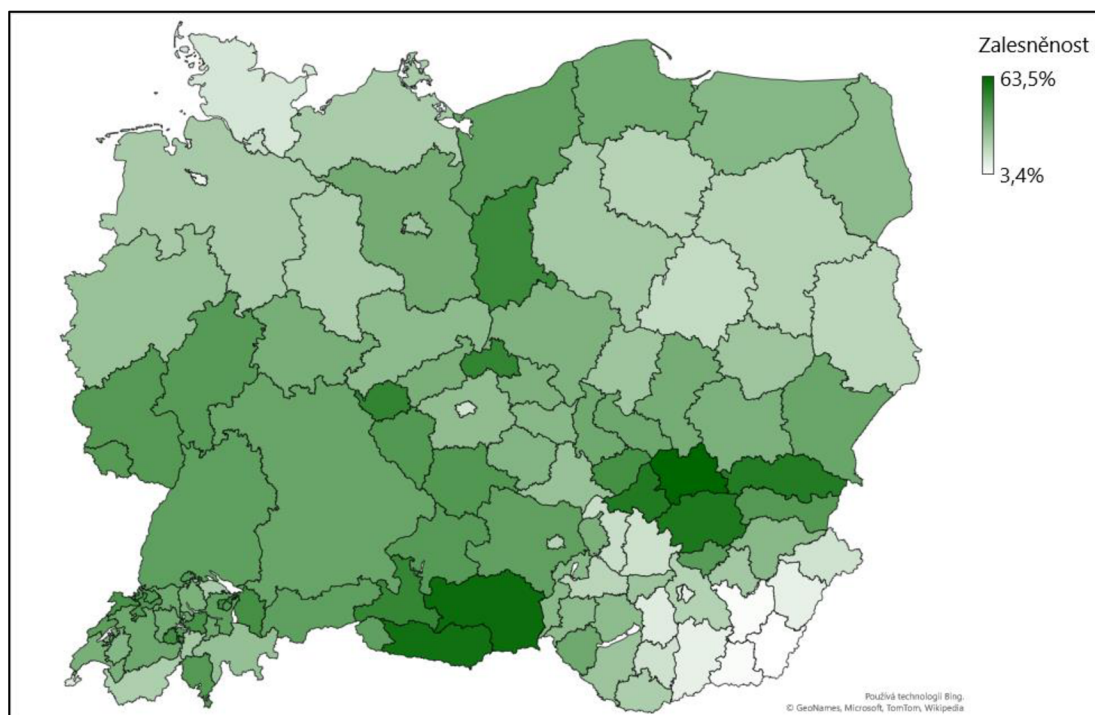 Zalesněnost
63,5%
3,4%
Používá technologii Bing.
© GeoNames, Microsoft, TomTom, Wikipedia